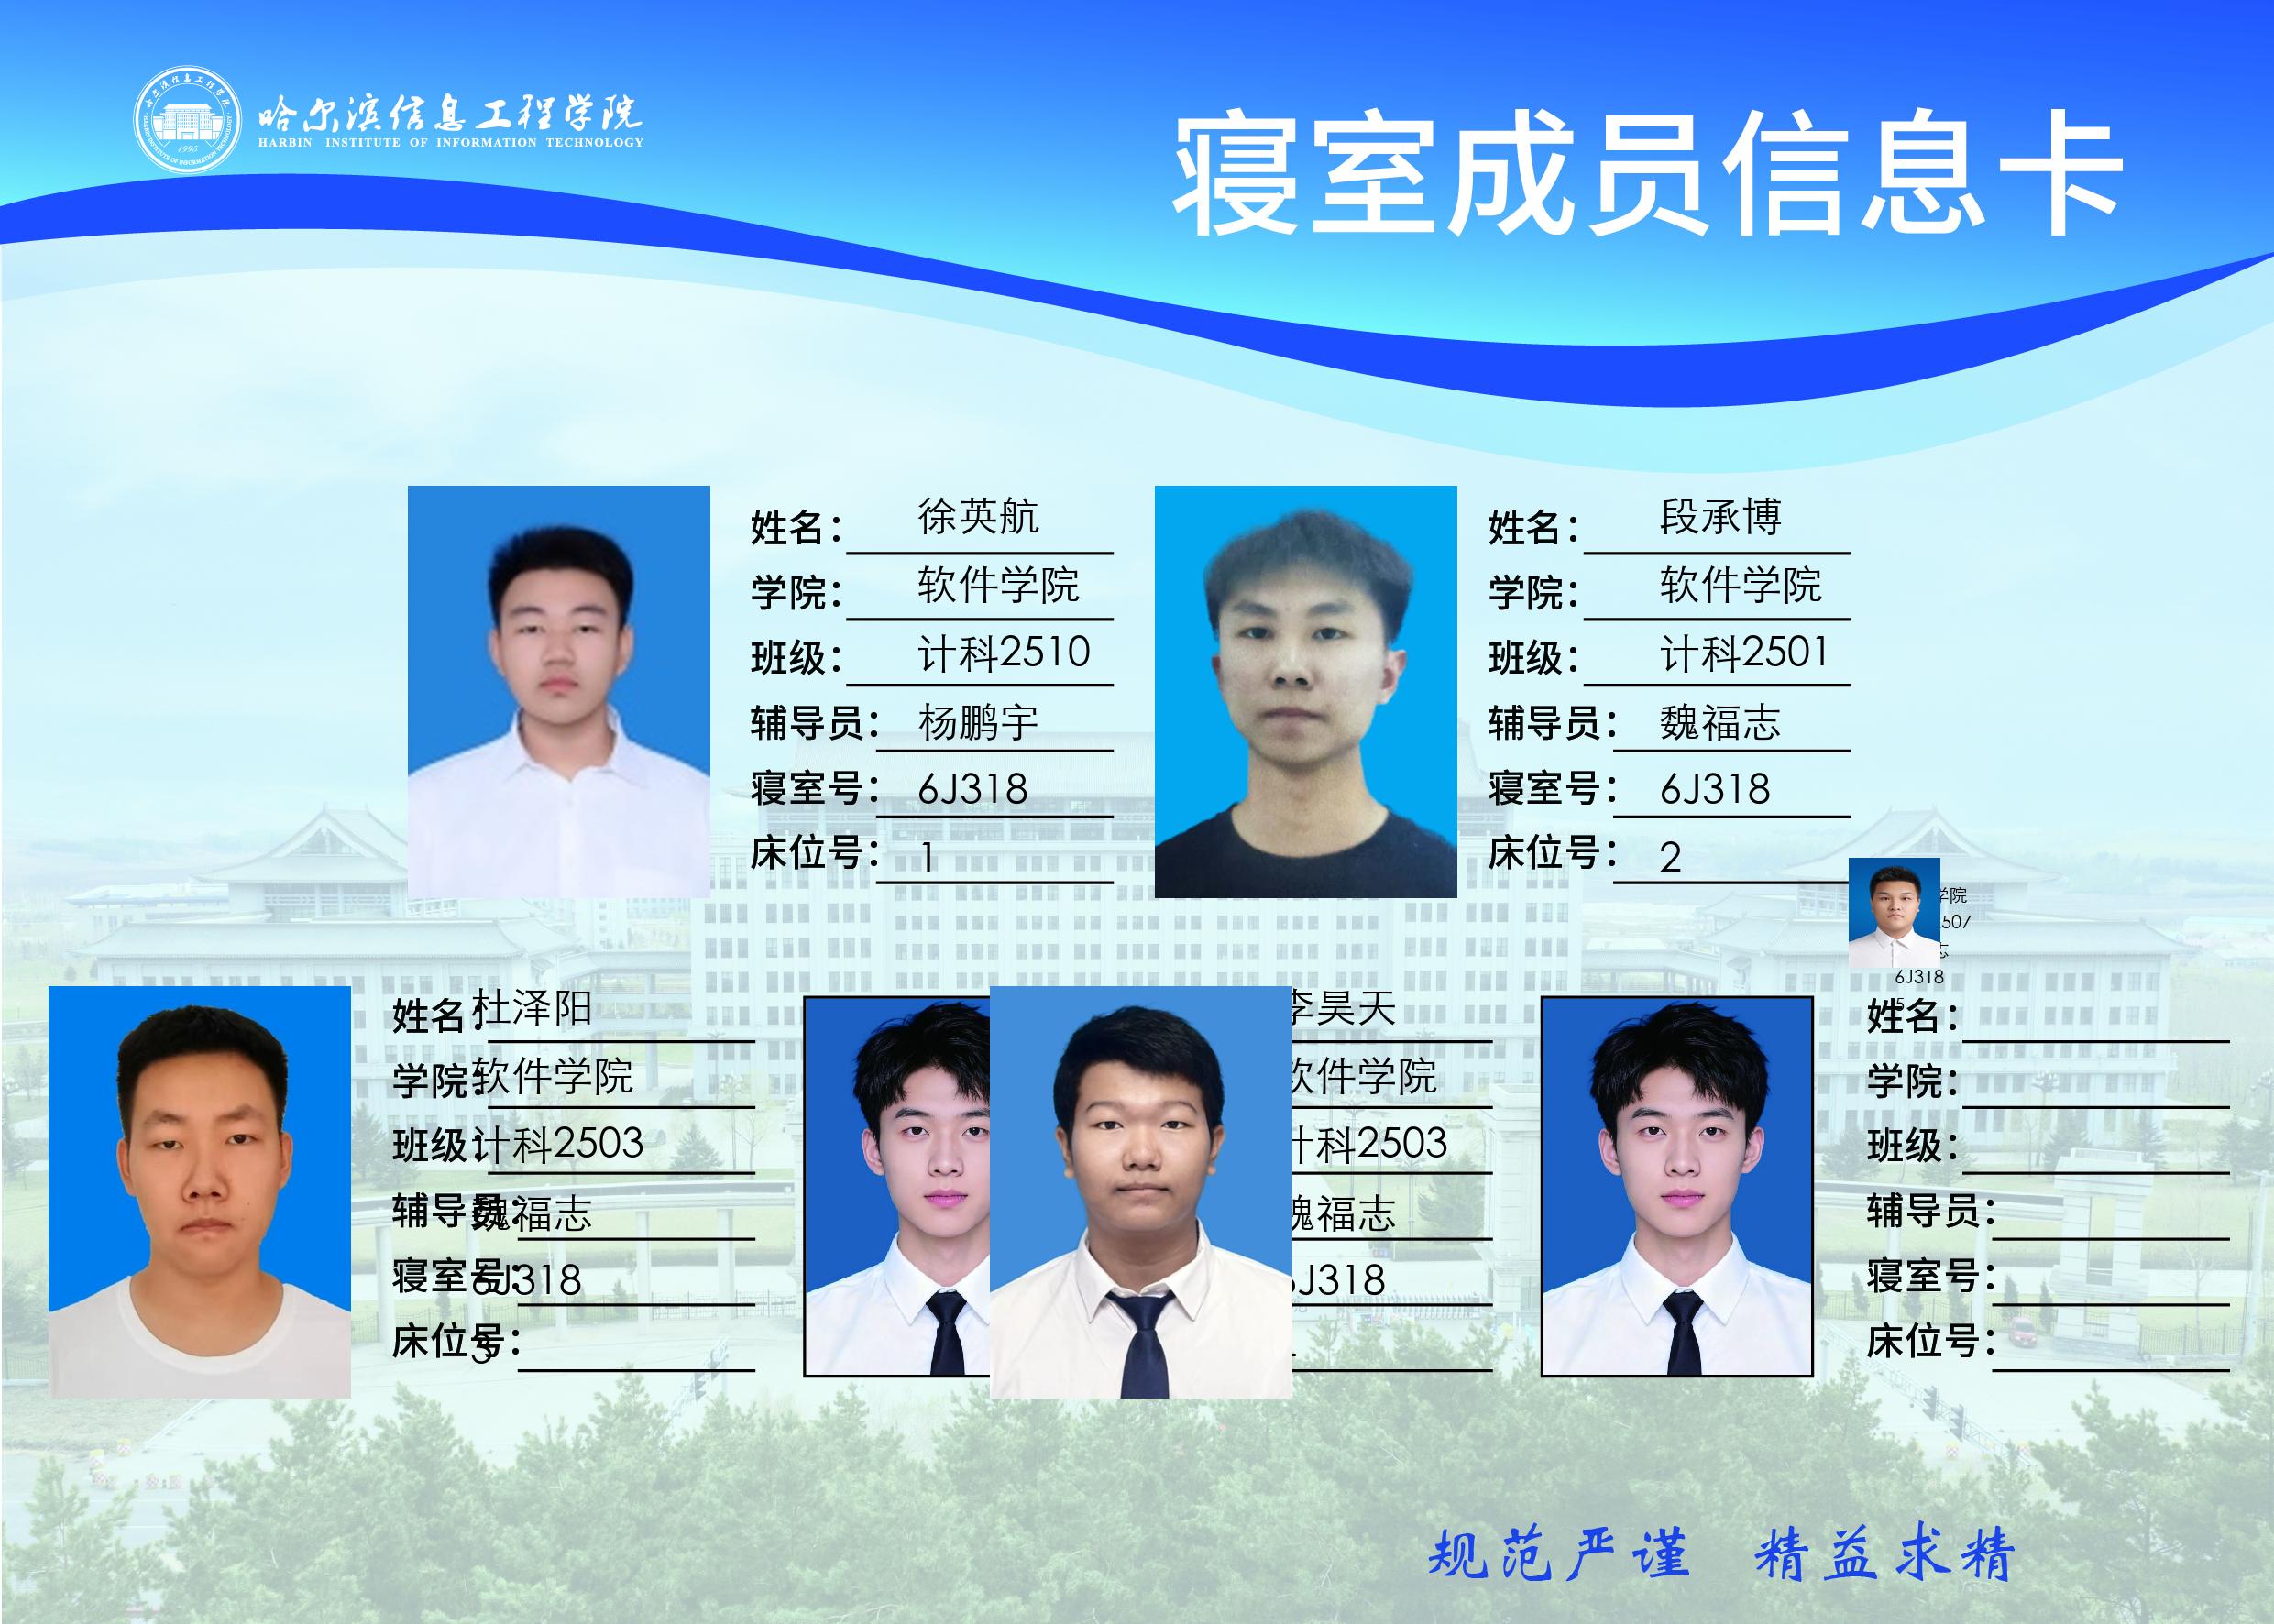 哈尔滨信息工程学院
HARBIN INSTITUTE OF INFORMATION TECHNOLOGY
1995
寝室成员信息卡
姓名： 徐英航
学院： 软件学院
班级： 计科2510
辅导员： 杨鹏宇
寝室号： 6J318
床位号： 1
姓名： 段承博
学院： 软件学院
班级： 计科2501
辅导员： 魏福志
寝室号： 6J318
床位号： 2
学院
507
志
6J318
5
姓名： 杜泽阳
学院： 软件学院
班级： 计科2503
辅导员： 魏福志
寝室号： 6J318
床位号： 3
李昊天
软件学院
计科2503
魏福志
6J318
姓名：
学院：
班级：
辅导员：
寝室号：
床位号：
规范严谨 精益求精